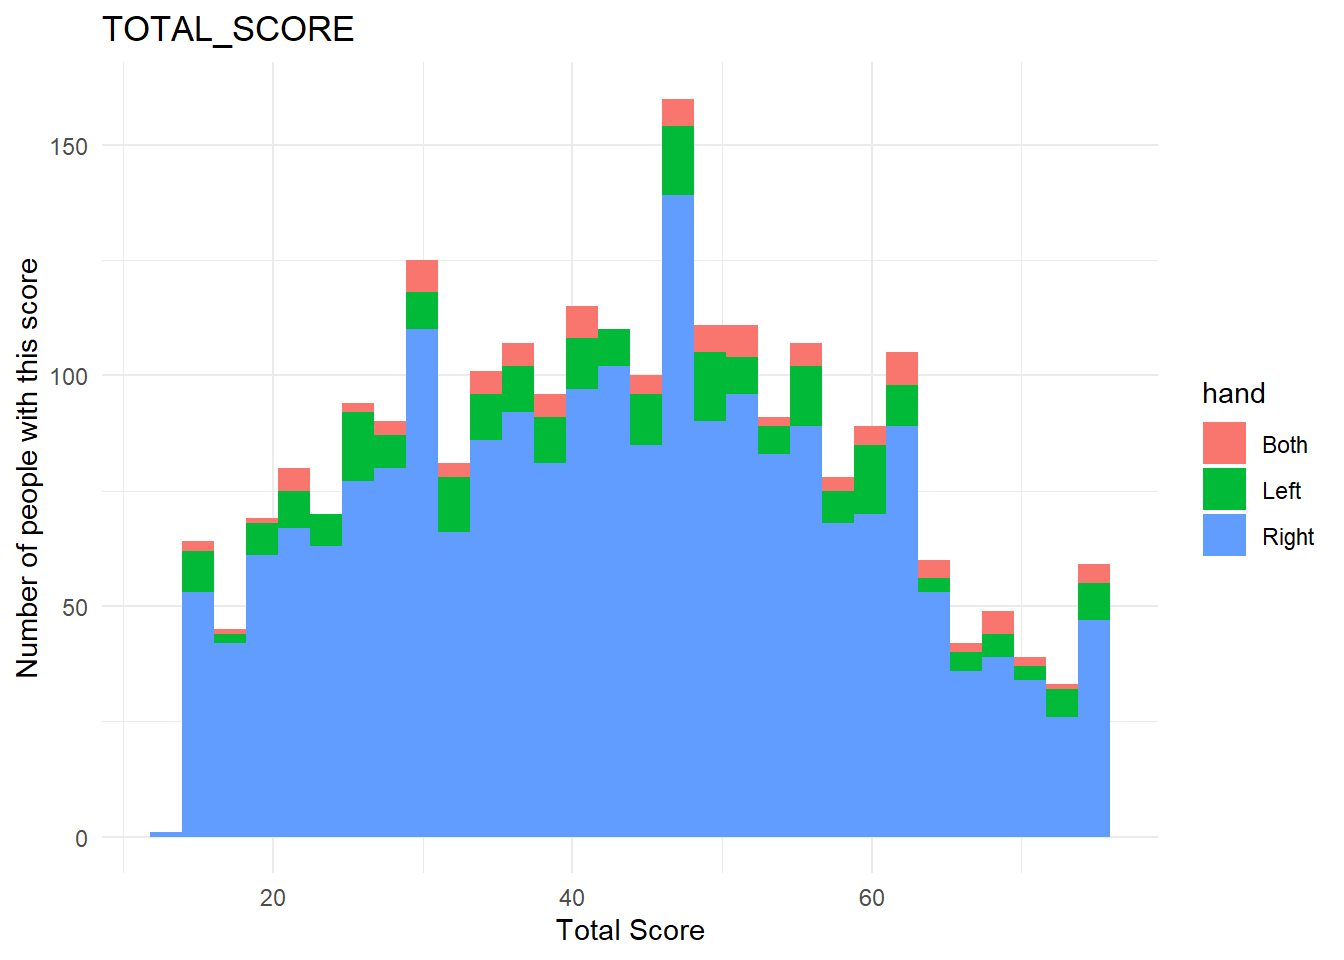 TOTAL_SCORE
150
100
50
0
Number of people with this score
20
40
60
Total Score
hand
Both
Left
Right